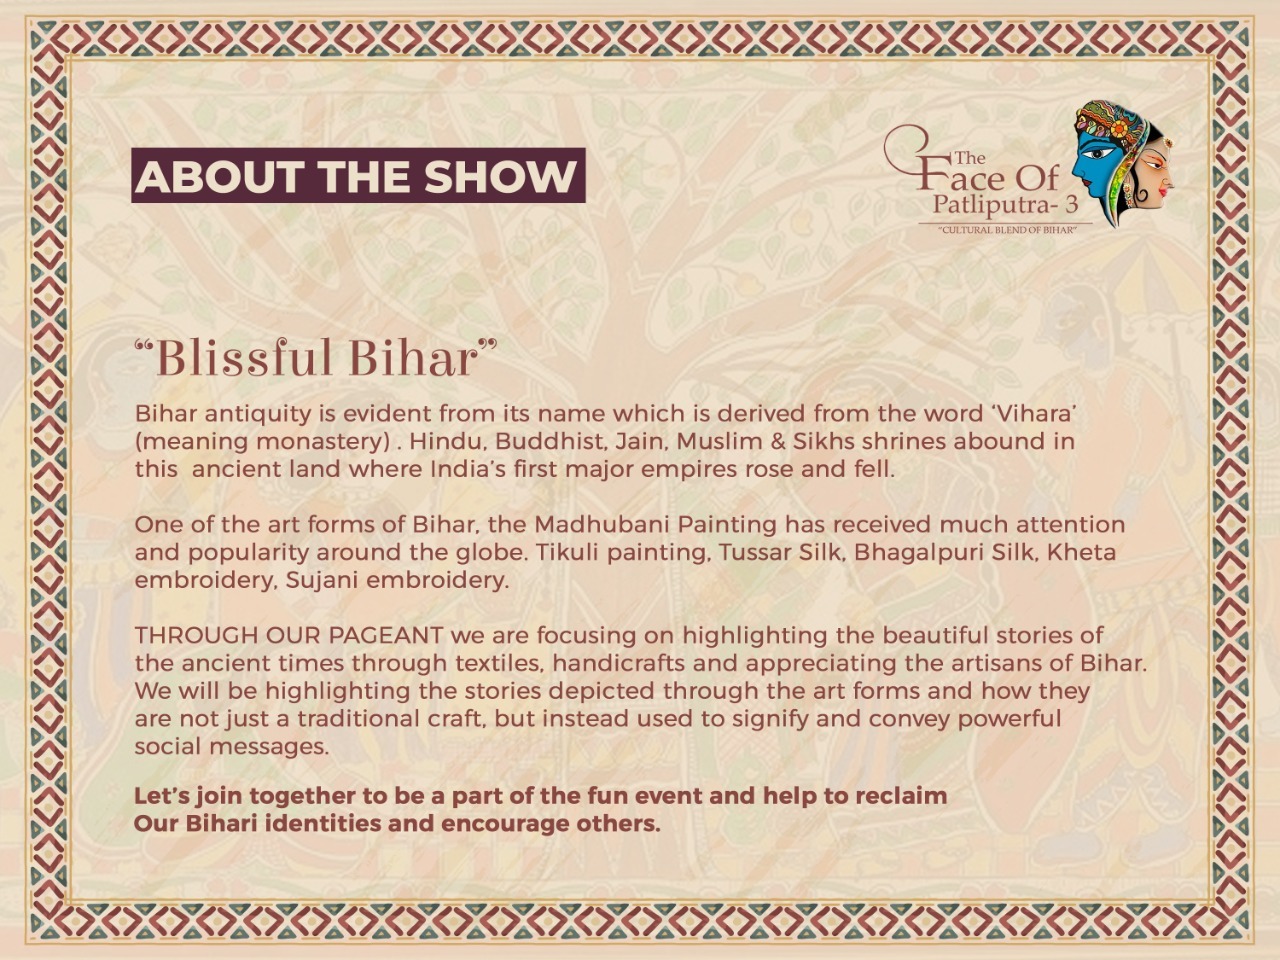 ABOUT THE SHOW
The
Face Of
Patliputra- 3
"CULTURAL BLEND OF BIHAR"
“Blissful Bihar”
Bihar antiquity is evident from its name which is derived from the word ‘Vihara’
(meaning monastery) . Hindu, Buddhist, Jain, Muslim & Sikhs shrines abound in
this  ancient land where India’s first major empires rose and fell.
One of the art forms of Bihar, the Madhubani Painting has received much attention
and popularity around the globe. Tikuli painting, Tussar Silk, Bhagalpuri Silk, Kheta
embroidery, Sujani embroidery.
THROUGH OUR PAGEANT we are focusing on highlighting the beautiful stories of
the ancient times through textiles, handicrafts and appreciating the artisans of Bihar.
We will be highlighting the stories depicted through the art forms and how they
are not just a traditional craft, but instead used to signify and convey powerful
social messages.
Let’s join together to be a part of the fun event and help to reclaim
Our Bihari identities and encourage others.